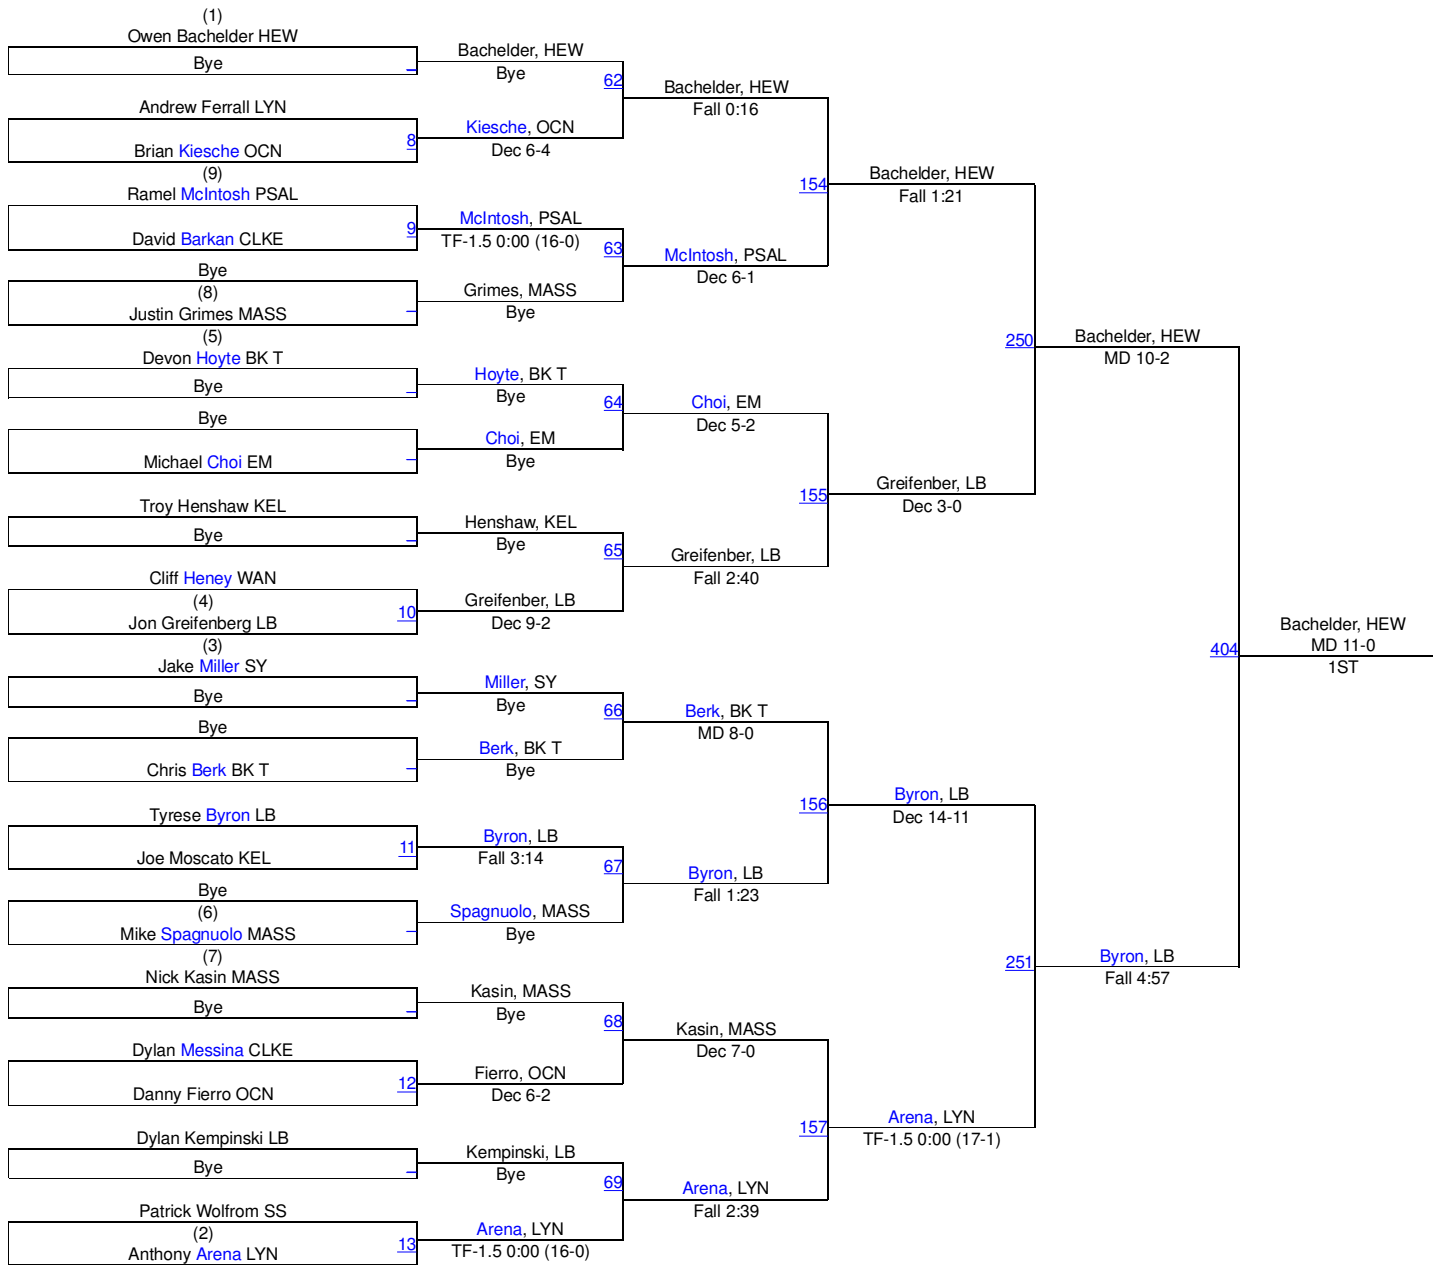 (1)
Owen Bachelder HEW
Bye
Andrew Ferrall LYN
8
Brian Kiesche OCN
(9)
Ramel McIntosh PSAL
9
David Barkan CLKE
Bye
(8)
Justin Grimes MASS
(5)
Devon Hoyte BK T
Bye
Bye
Michael Choi EM
Troy Henshaw KEL
Bye
Cliff Heney WAN
(4)
10
Jon Greifenberg LB
(3)
Jake Miller SY
Bye
Bye
Chris Berk BK T
Tyrese Byron LB
11
Joe Moscato KEL
Bye
(6)
Mike Spagnuolo MASS
(7)
Nick Kasin MASS
Bye
Dylan Messina CLKE
12
Danny Fierro OCN
Dylan Kempinski LB
Bye
Patrick Wolfrom SS
(2)
13
Anthony Arena LYN
Bachelder, HEW
Bye
62
Kiesche, OCN
Dec 6-4
McIntosh, PSAL
TF-1.5 0:00 (16-0)
63
Grimes, MASS
Bye
Hoyte, BK T
Bye
64
Choi, EM
Bye
Henshaw, KEL
Bye
65
Greifenber, LB
Dec 9-2
Miller, SY
Bye
66
Berk, BK T
Bye
Byron, LB
Fall 3:14
67
Spagnuolo, MASS
Bye
Kasin, MASS
Bye
68
Fierro, OCN
Dec 6-2
Kempinski, LB
Bye
69
Arena, LYN
TF-1.5 0:00 (16-0)
Bachelder, HEW
Fall 0:16
154
McIntosh, PSAL
Dec 6-1
Choi, EM
Dec 5-2
155
Greifenber, LB
Fall 2:40
Berk, BK T
MD 8-0
156
Byron, LB
Fall 1:23
Kasin, MASS
Dec 7-0
157
Arena, LYN
Fall 2:39
Bachelder, HEW
Fall 1:21
250
Greifenber, LB
Dec 3-0
Byron, LB
Dec 14-11
251
Arena, LYN
TF-1.5 0:00 (17-1)
Bachelder, HEW
MD 10-2
404
Byron, LB
Fall 4:57
Bachelder, HEW
MD 11-0
1ST